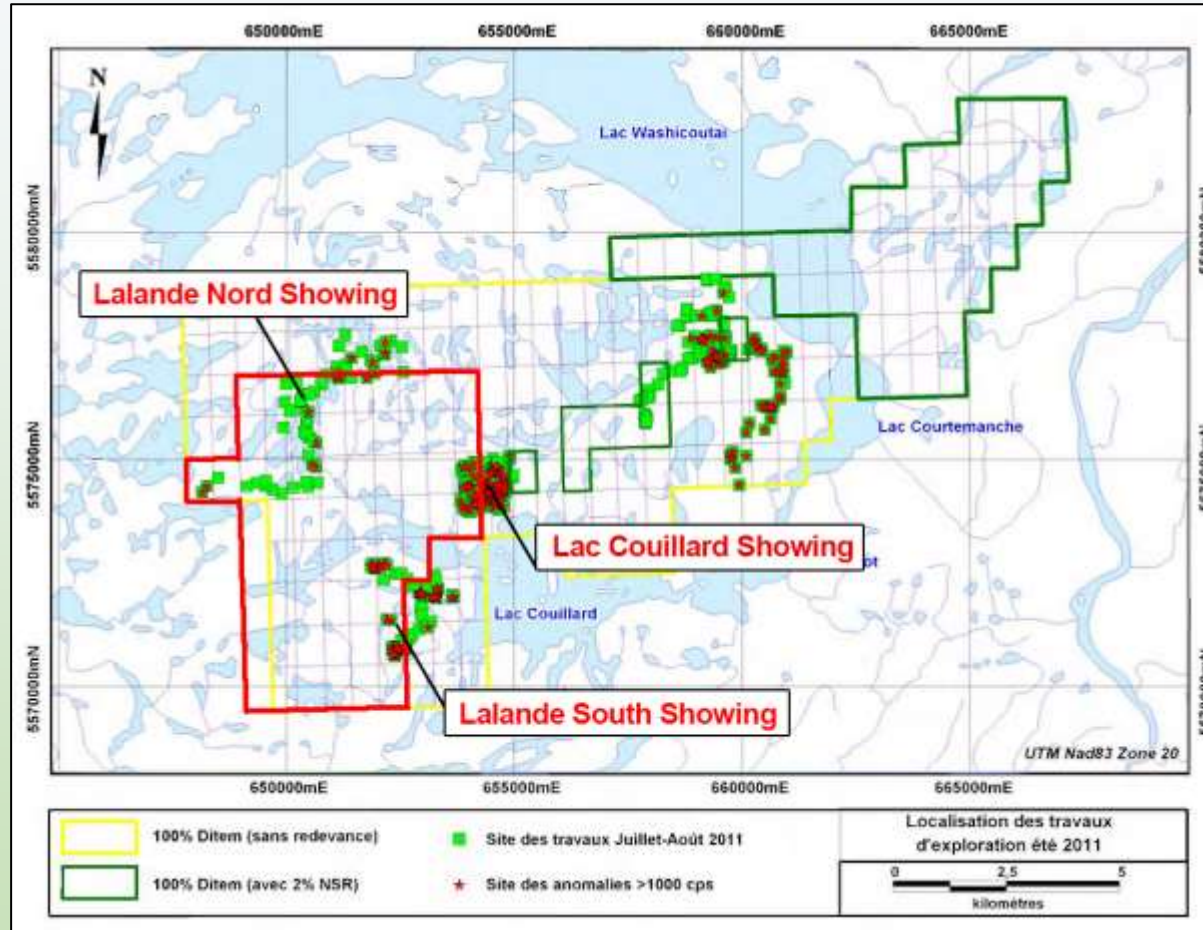 650000mE 655000mE 660000mE 665000mE
N
Lac Washicoutai
5580000mN
Lalande Nord Showing
Lac Courtemanche
5575000mN
Lac Couillard Showing
Lac Couillard
Lalande South Showing
5570000mN
UTM Nad83 Zone 20
650000mE 655000mE 660000mE 665000mE
100% Ditem (sans redevance)
100% Ditem (avec 2% NSR)
Site des travaux Juillet-Août 2011
Site des anomalies >1000 cps
Localisation des travaux
d'exploration été 2011
0 2,5 5
kilomètres